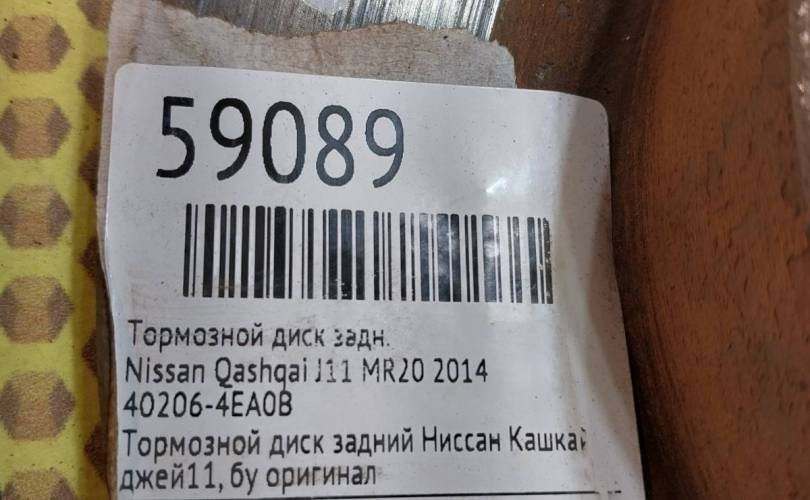 59089
Тормозной диск задн.
Nissan Qashqai J11 MR20 2014
40206-4EA0B
Тормозной диск задний Ниссан Кашкай
джей11, бу оригинал